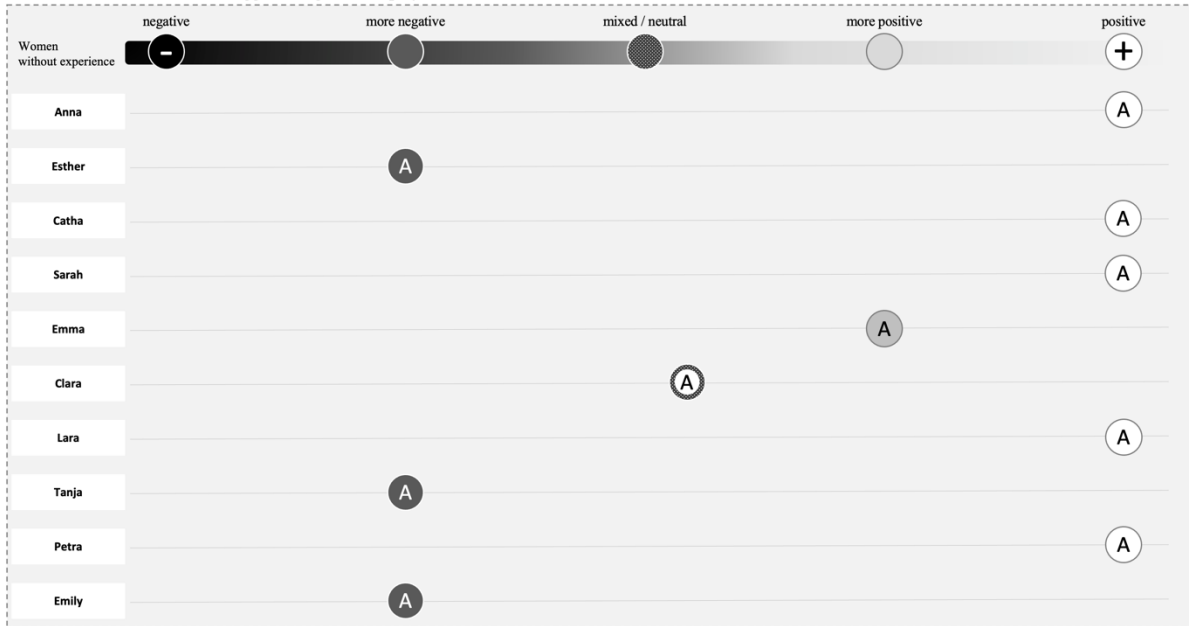 negative more negative mixed / neutral more positive positive
Women
without experience
- +
Anna A
Esther A
Catha A
Sarah A
Emma A
Clara A
Lara A
Tanja A
Petra A
Emily A